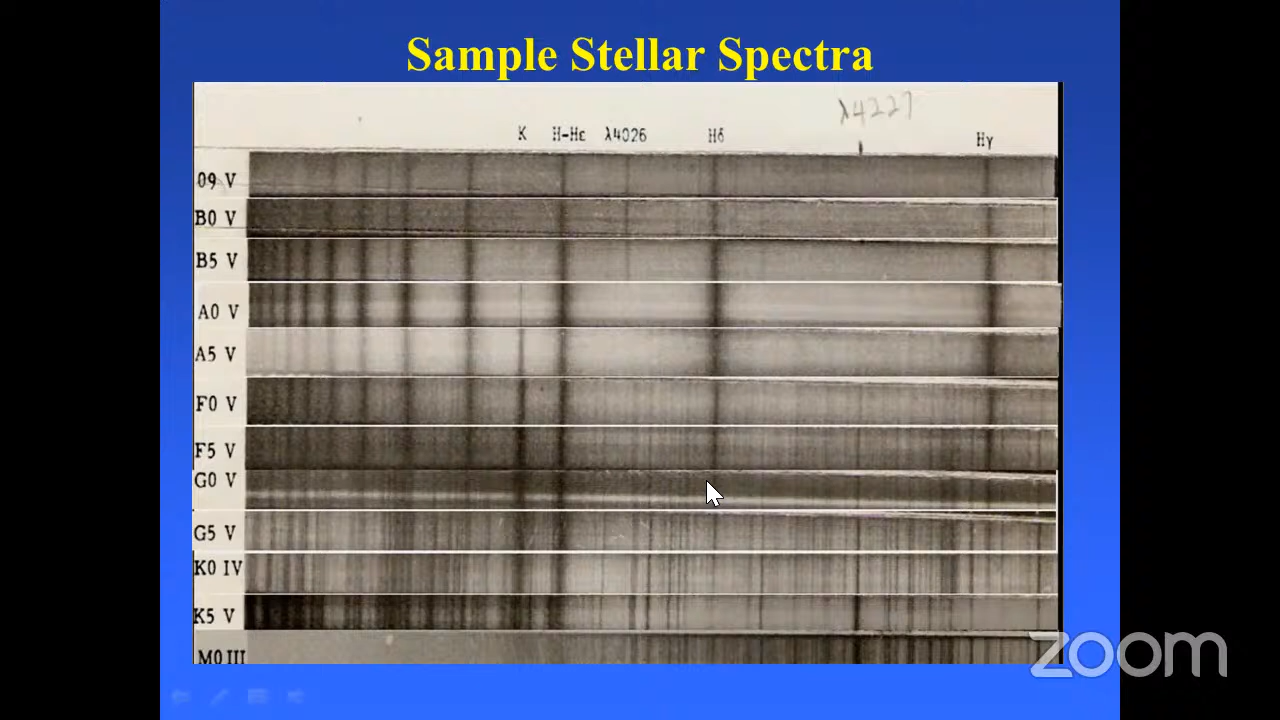 Sample Stellar Spectra
λ4227
K H-Hε λ4026 Hδ Hγ
09 V
B0 V
B5 V
A0 V
A5 V
F0 V
F5 V
G0 V
G5 V
K0 IV
K5 V
M0 III
zoom